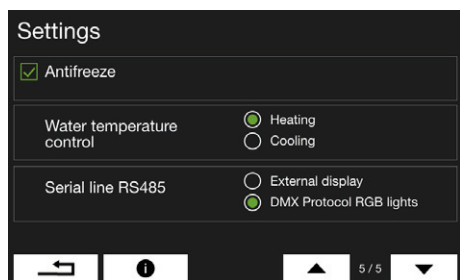 Settings
Antifreeze
Water temperature
control
Heating
Cooling
Serial line RS485
External display
DMX Protocol RGB lights
i
5/5